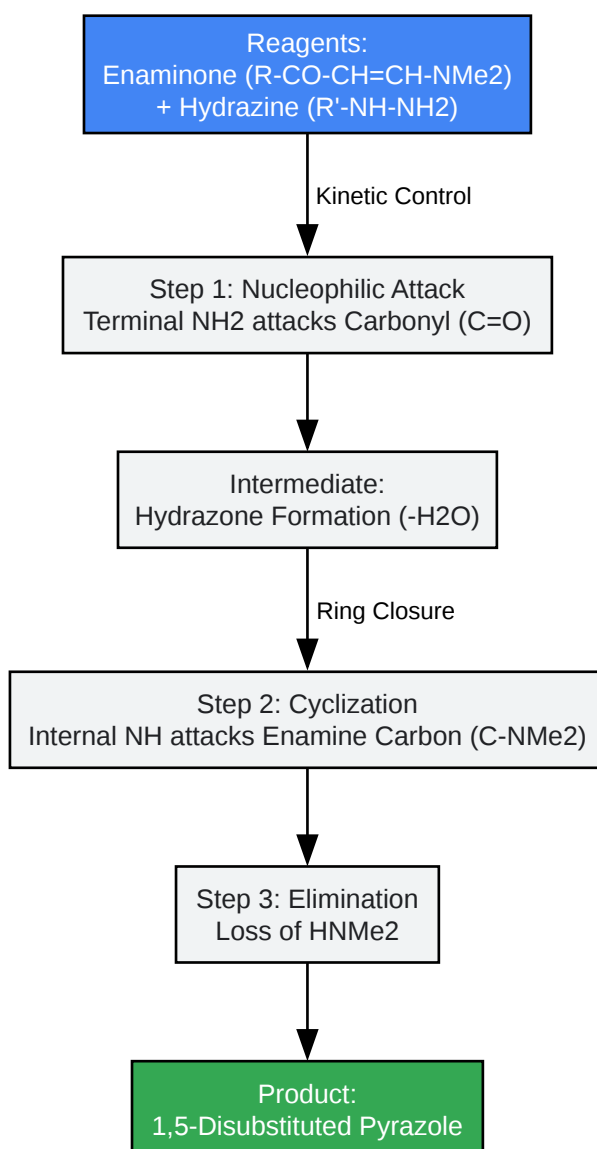 Reagents:
Enaminone (R-CO-CH=CH-NMe2)
+ Hydrazine (R'-NH-NH2)
Kinetic Control
Step 1: Nucleophilic Attack
Terminal NH2 attacks Carbonyl (C=O)
Intermediate:
Hydrazone Formation (-H2O)
Ring Closure
Step 2: Cyclization
Internal NH attacks Enamine Carbon (C-NMe2)
Step 3: Elimination
Loss of HNMe2
Product:
1,5-Disubstituted Pyrazole